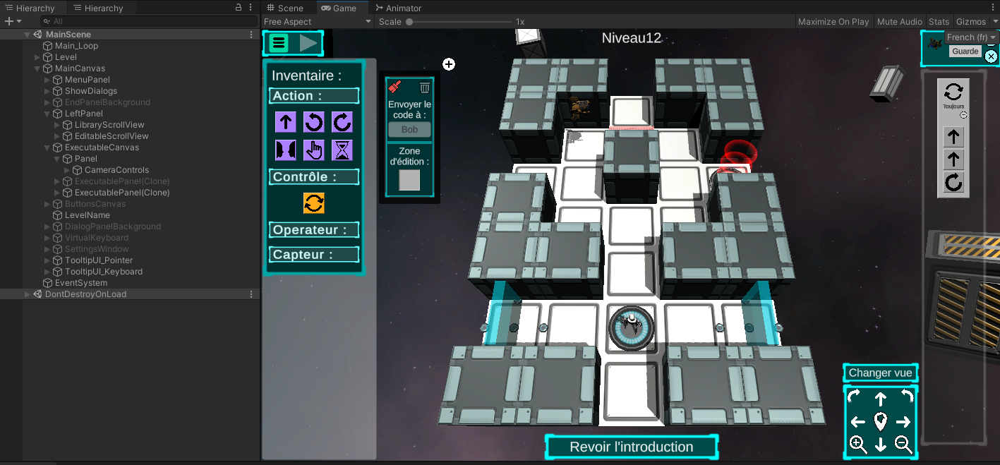 Hierarchy
Hierarchy
All
MainScene
Main_Loop
Level
MainCanvas
MenuPanel
ShowDialogs
EndPanelBackground
LeftPanel
LibraryScrollView
EditableScrollView
ExecutableCanvas
Panel
CameraControls
ExecutablePanel(Clone)
ExecutablePanel(Clone)
ButtonsCanvas
LevelName
DialogPanelBackground
VirtualKeyboard
SettingsWindow
TooltipUI_Pointer
TooltipUI_Keyboard
EventSystem
DontDestroyOnLoad
Scene
Game
Animator
Free Aspect
Scale
1x
Maximize On Play
Mute Audio
Stats
Gizmos
Niveau12
Inventaire :
Action :
Contrôle :
Operateur :
Capteur :
Envoyer le
code à :
Bob
Zone
d'édition :
French (fr)
Guarde
Toujours
Changer vue
Revoir l'introduction